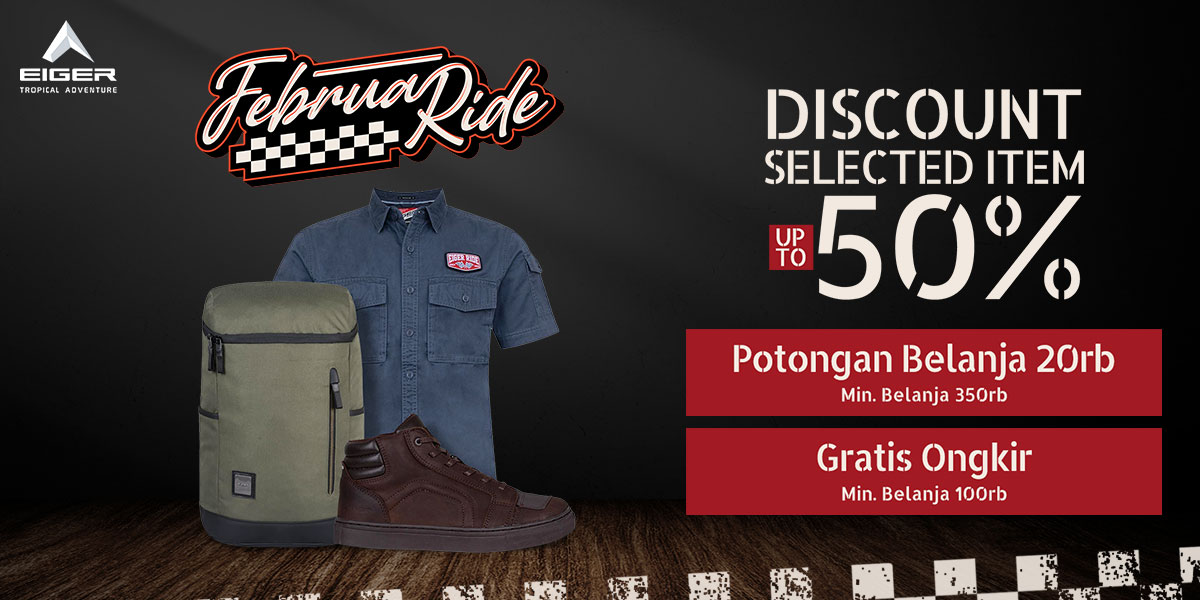 EIGER
TROPICAL ADVENTURE
FebruaRide
EIGER RIDE
DISCOUNT
SELECTED ITEM
UP TO 50%
Potongan Belanja 20rb
Min. Belanja 350rb
Gratis Ongkir
Min. Belanja 100rb